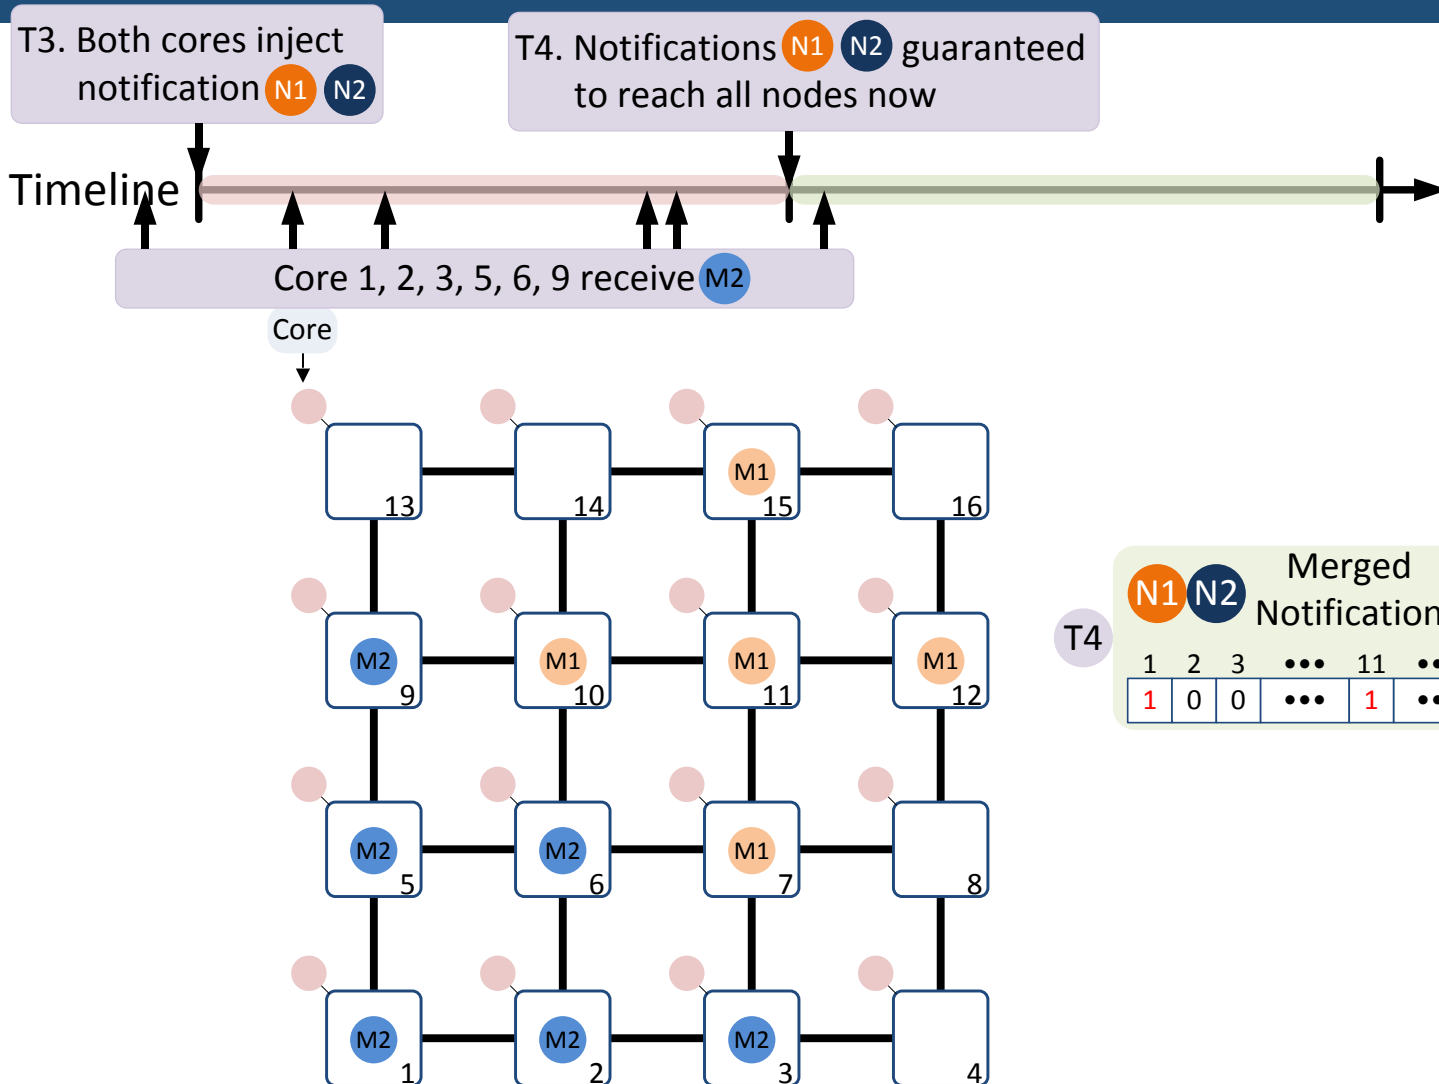 T3. Both cores inject
notification N1 N2
T4. Notifications N1 N2 guaranteed
to reach all nodes now
Timeline
Core 1, 2, 3, 5, 6, 9 receive M2
Core
M1
13 14 15 16
M2 M1 M1 M1
9 10 11 12
M2 M2 M1
5 6 7 8
M2 M2 M2
1 2 3 4
T4
N1 N2 Merged
Notification
1 2 3 ••• 11 ••
1 0 0 ••• 1 ••